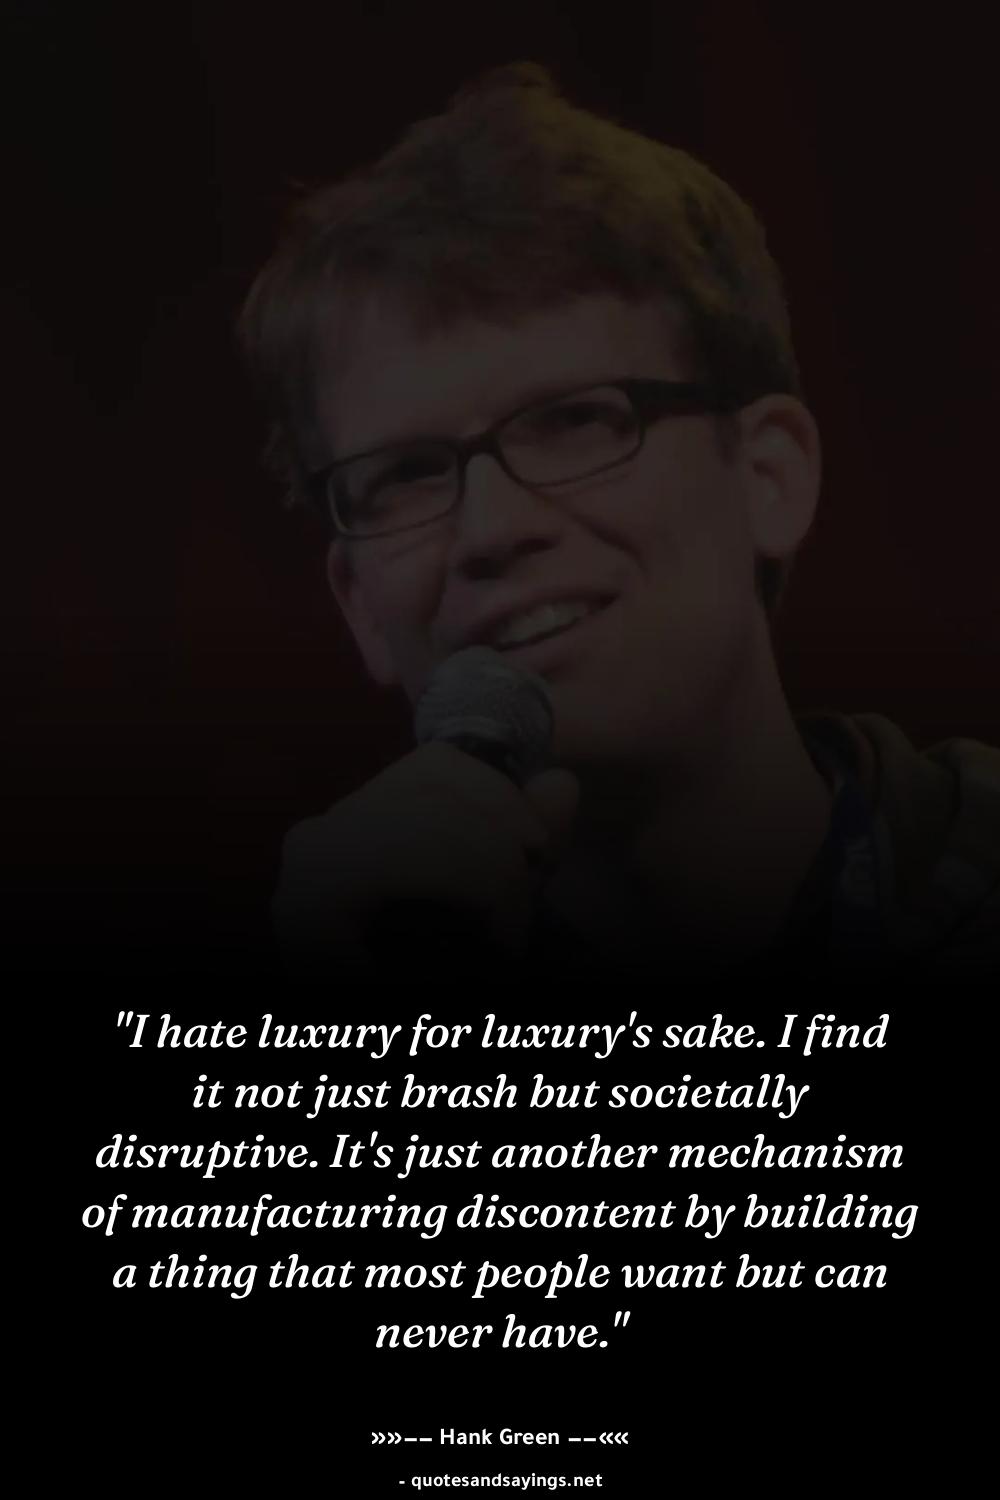 "I hate luxury for luxury's sake. I find
it not just brash but societally
disruptive. It's just another mechanism
of manufacturing discontent by building
a thing that most people want but can
never have."
»»–– Hank Green ––««
- quotesandsayings.net